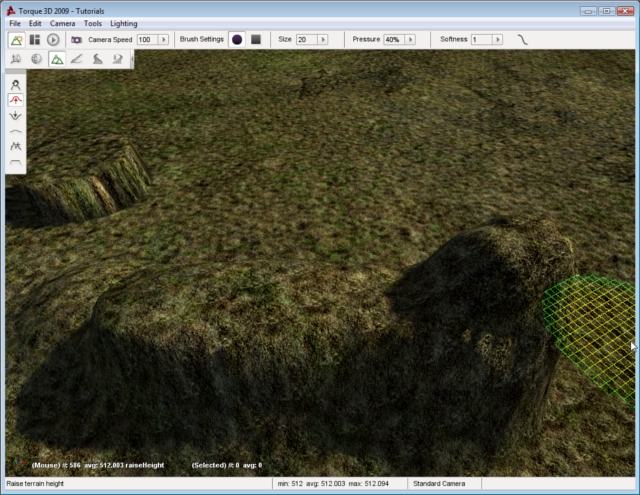 Torque 3D 2009 - Tutorials
File Edit Camera Tools Lighting
Camera Speed 100 Brush Settings Size 20 Pressure 40% Softness 1
(Mouse) #: 586 avg: 512.003 raiseHeight (Selected) #: 0 avg: 0
Raise terrain height min: 512 avg: 512.003 max: 512.094 Standard Camera